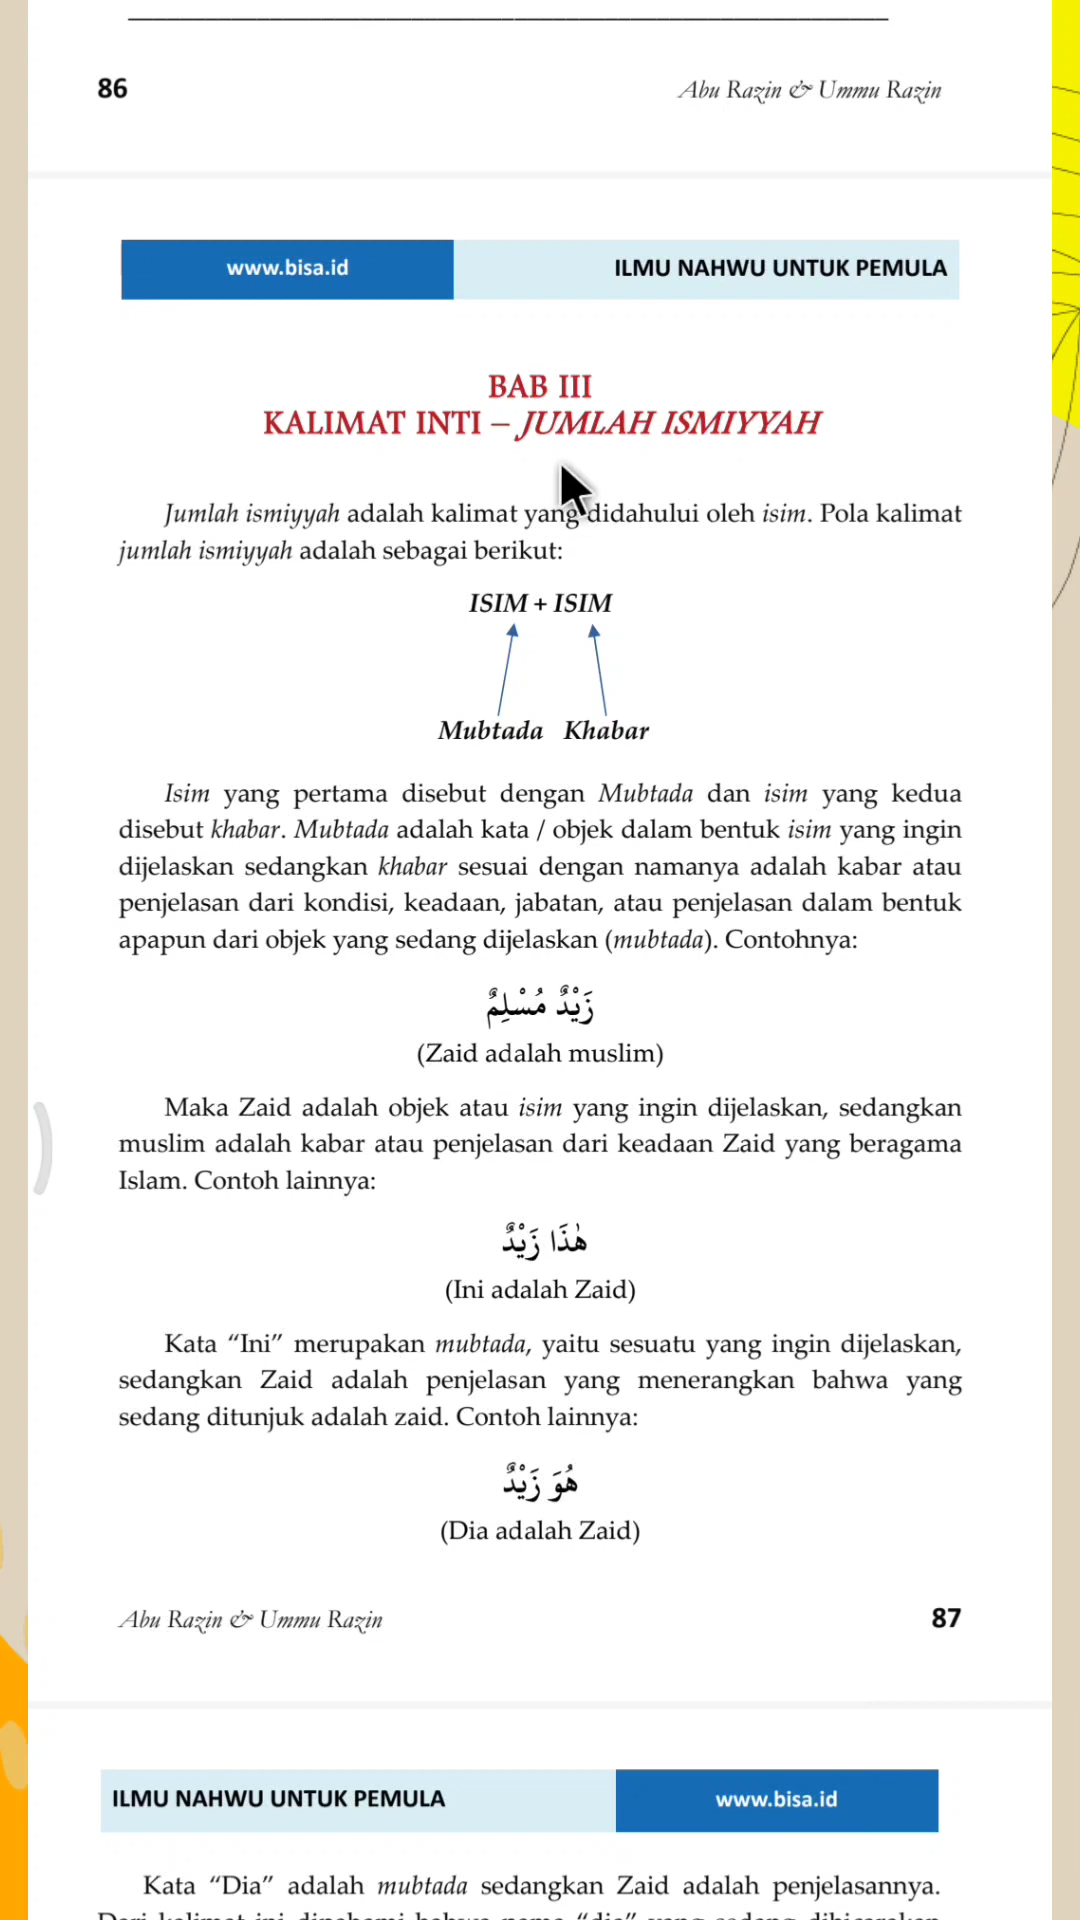 86
Abu Razin & Ummu Razin
www.bisa.id
ILMU NAHWU UNTUK PEMULA
BAB III
KALIMAT INTI – JUMLAH ISMIYYAH
Jumlah ismiyyah adalah kalimat yang didahului oleh isim. Pola kalimat
jumlah ismiyyah adalah sebagai berikut:
ISIM + ISIM
Mubtada Khabar
Isim yang pertama disebut dengan Mubtada dan isim yang kedua
disebut khabar. Mubtada adalah kata / objek dalam bentuk isim yang ingin
dijelaskan sedangkan khabar sesuai dengan namanya adalah kabar atau
penjelasan dari kondisi, keadaan, jabatan, atau penjelasan dalam bentuk
apapun dari objek yang sedang dijelaskan (mubtada). Contohnya:
زَيْدٌ مُسْلِمٌ
(Zaid adalah muslim)
Maka Zaid adalah objek atau isim yang ingin dijelaskan, sedangkan
muslim adalah kabar atau penjelasan dari keadaan Zaid yang beragama
Islam. Contoh lainnya:
هٰذَا زَيْدٌ
(Ini adalah Zaid)
Kata “Ini” merupakan mubtada, yaitu sesuatu yang ingin dijelaskan,
sedangkan Zaid adalah penjelasan yang menerangkan bahwa yang
sedang ditunjuk adalah zaid. Contoh lainnya:
هُوَ زَيْدٌ
(Dia adalah Zaid)
Abu Razin & Ummu Razin
87
ILMU NAHWU UNTUK PEMULA
www.bisa.id
Kata “Dia” adalah mubtada sedangkan Zaid adalah penjelasannya.